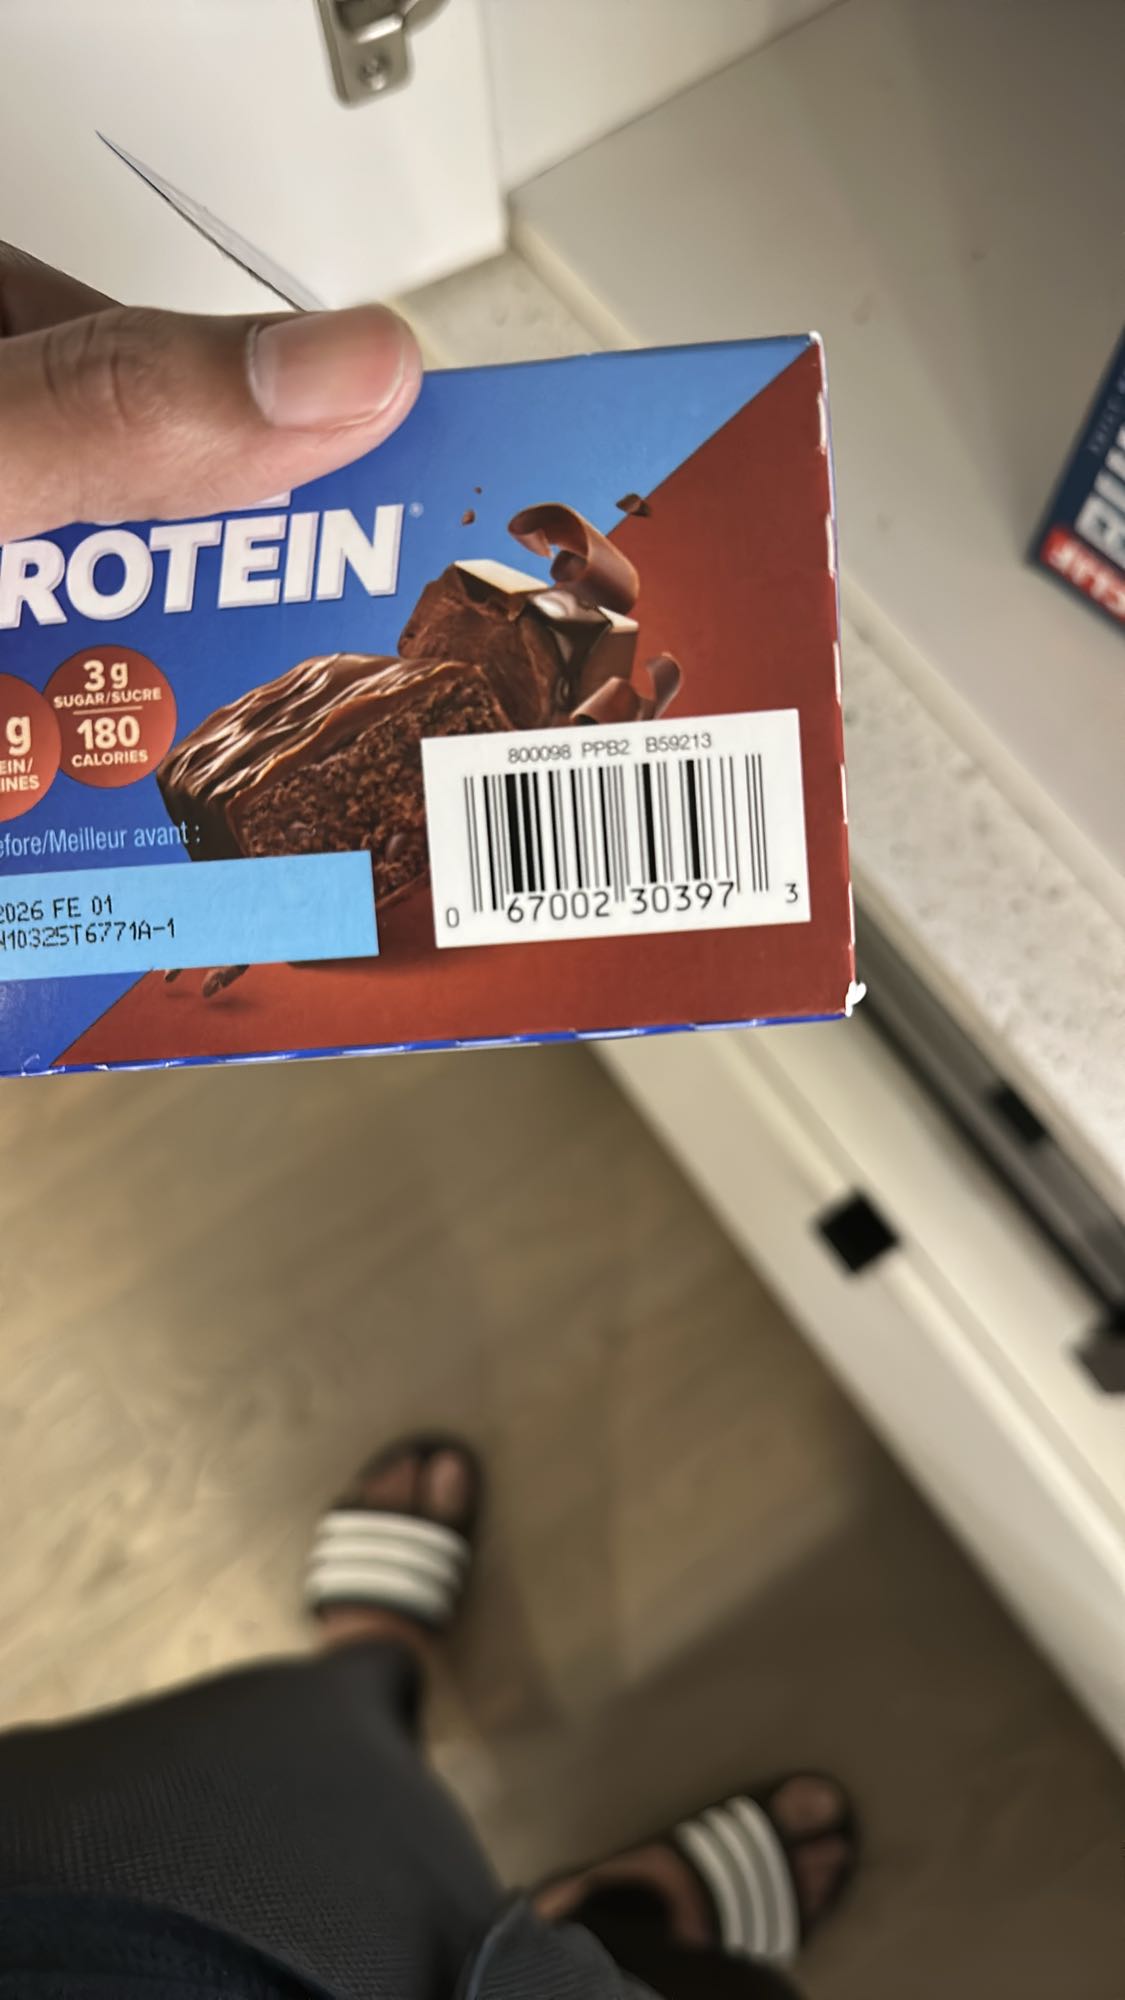 ROTEIN®
3g
SUGAR/SUCRE
180
CALORIES
g
EIN/
INES
efore/Meilleur avant :
2026 FE 01
N10325T6771A-1
800098 PPB2 B59213
0 67002 30397 3